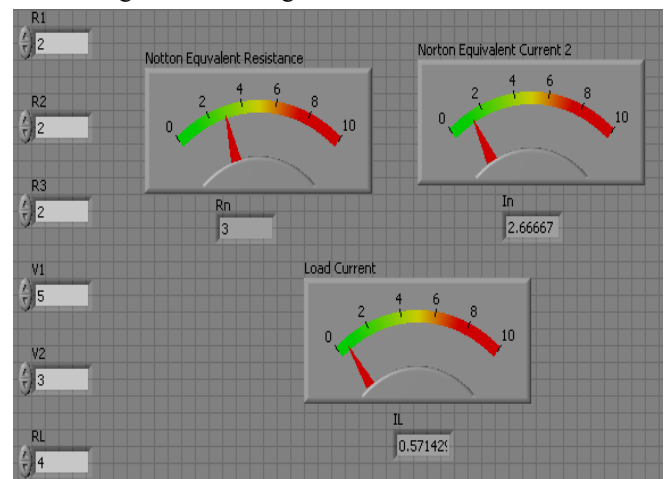 R1
2
R2
2
R3
2
V1
5
V2
3
RL
4
Notton Equvalent Resistance
0 2 4 6 8 10
Rn
3
Norton Equivalent Current 2
0 2 4 6 8 10
In
2.66667
Load Current
0 2 4 6 8 10
IL
0.571429